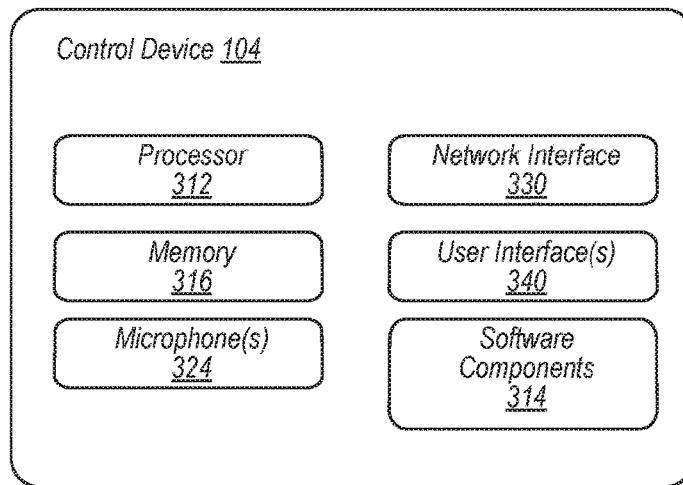 Control Device 104
Processor
312
Network Interface
330
Memory
316
User Interface(s)
340
Microphone(s)
324
Software
Components
314